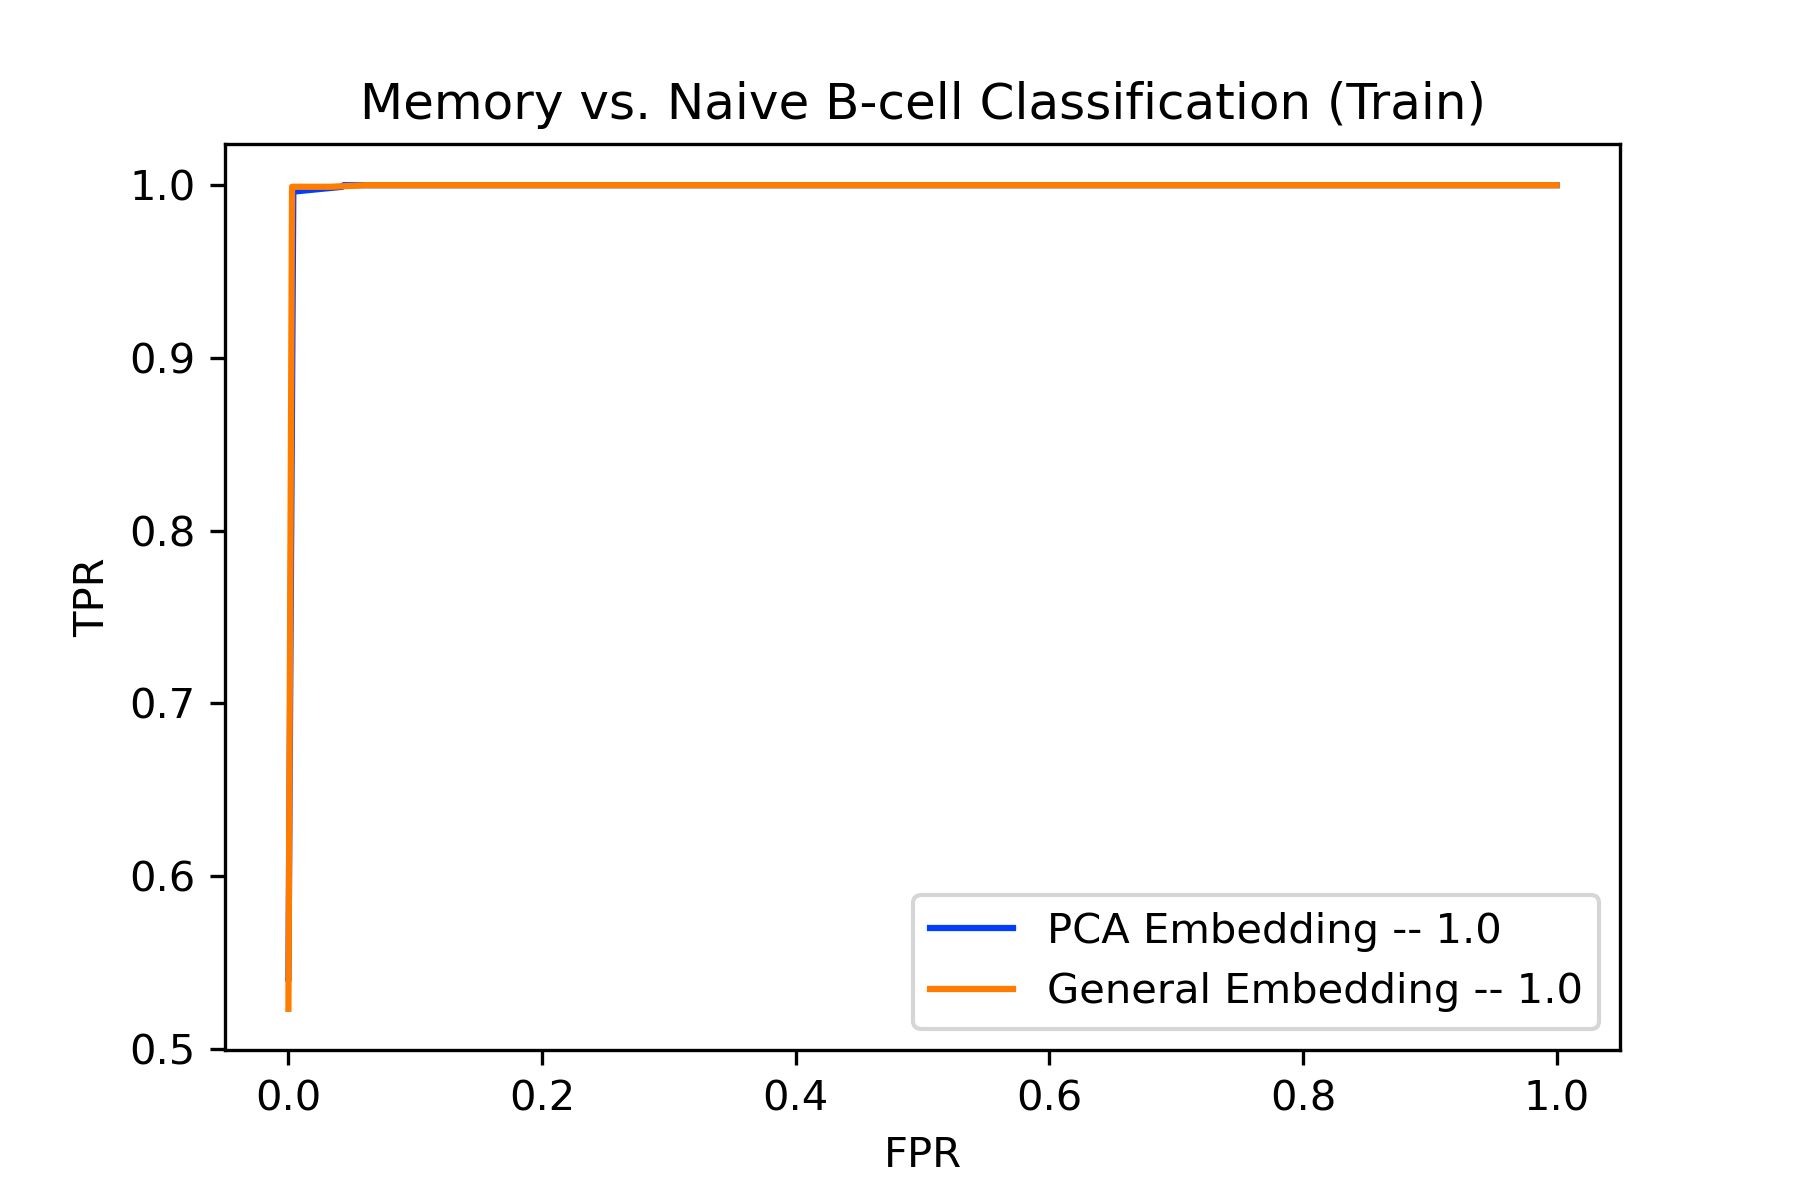 Memory vs. Naive B-cell Classification (Train)
1.0
0.9
0.8
0.7
0.6
0.5
TPR
PCA Embedding -- 1.0
General Embedding -- 1.0
0.0 0.2 0.4 0.6 0.8 1.0
FPR